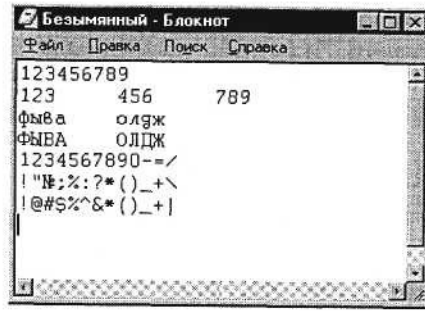 Безымянный - Блокнот
Файл Правка Поиск Справка
123456789
123 456 789
фыва олдж
ФЫВА ОЛДЖ
1234567890-=/
!"№;%:?*()_+\
!@#$%^&*()_+|